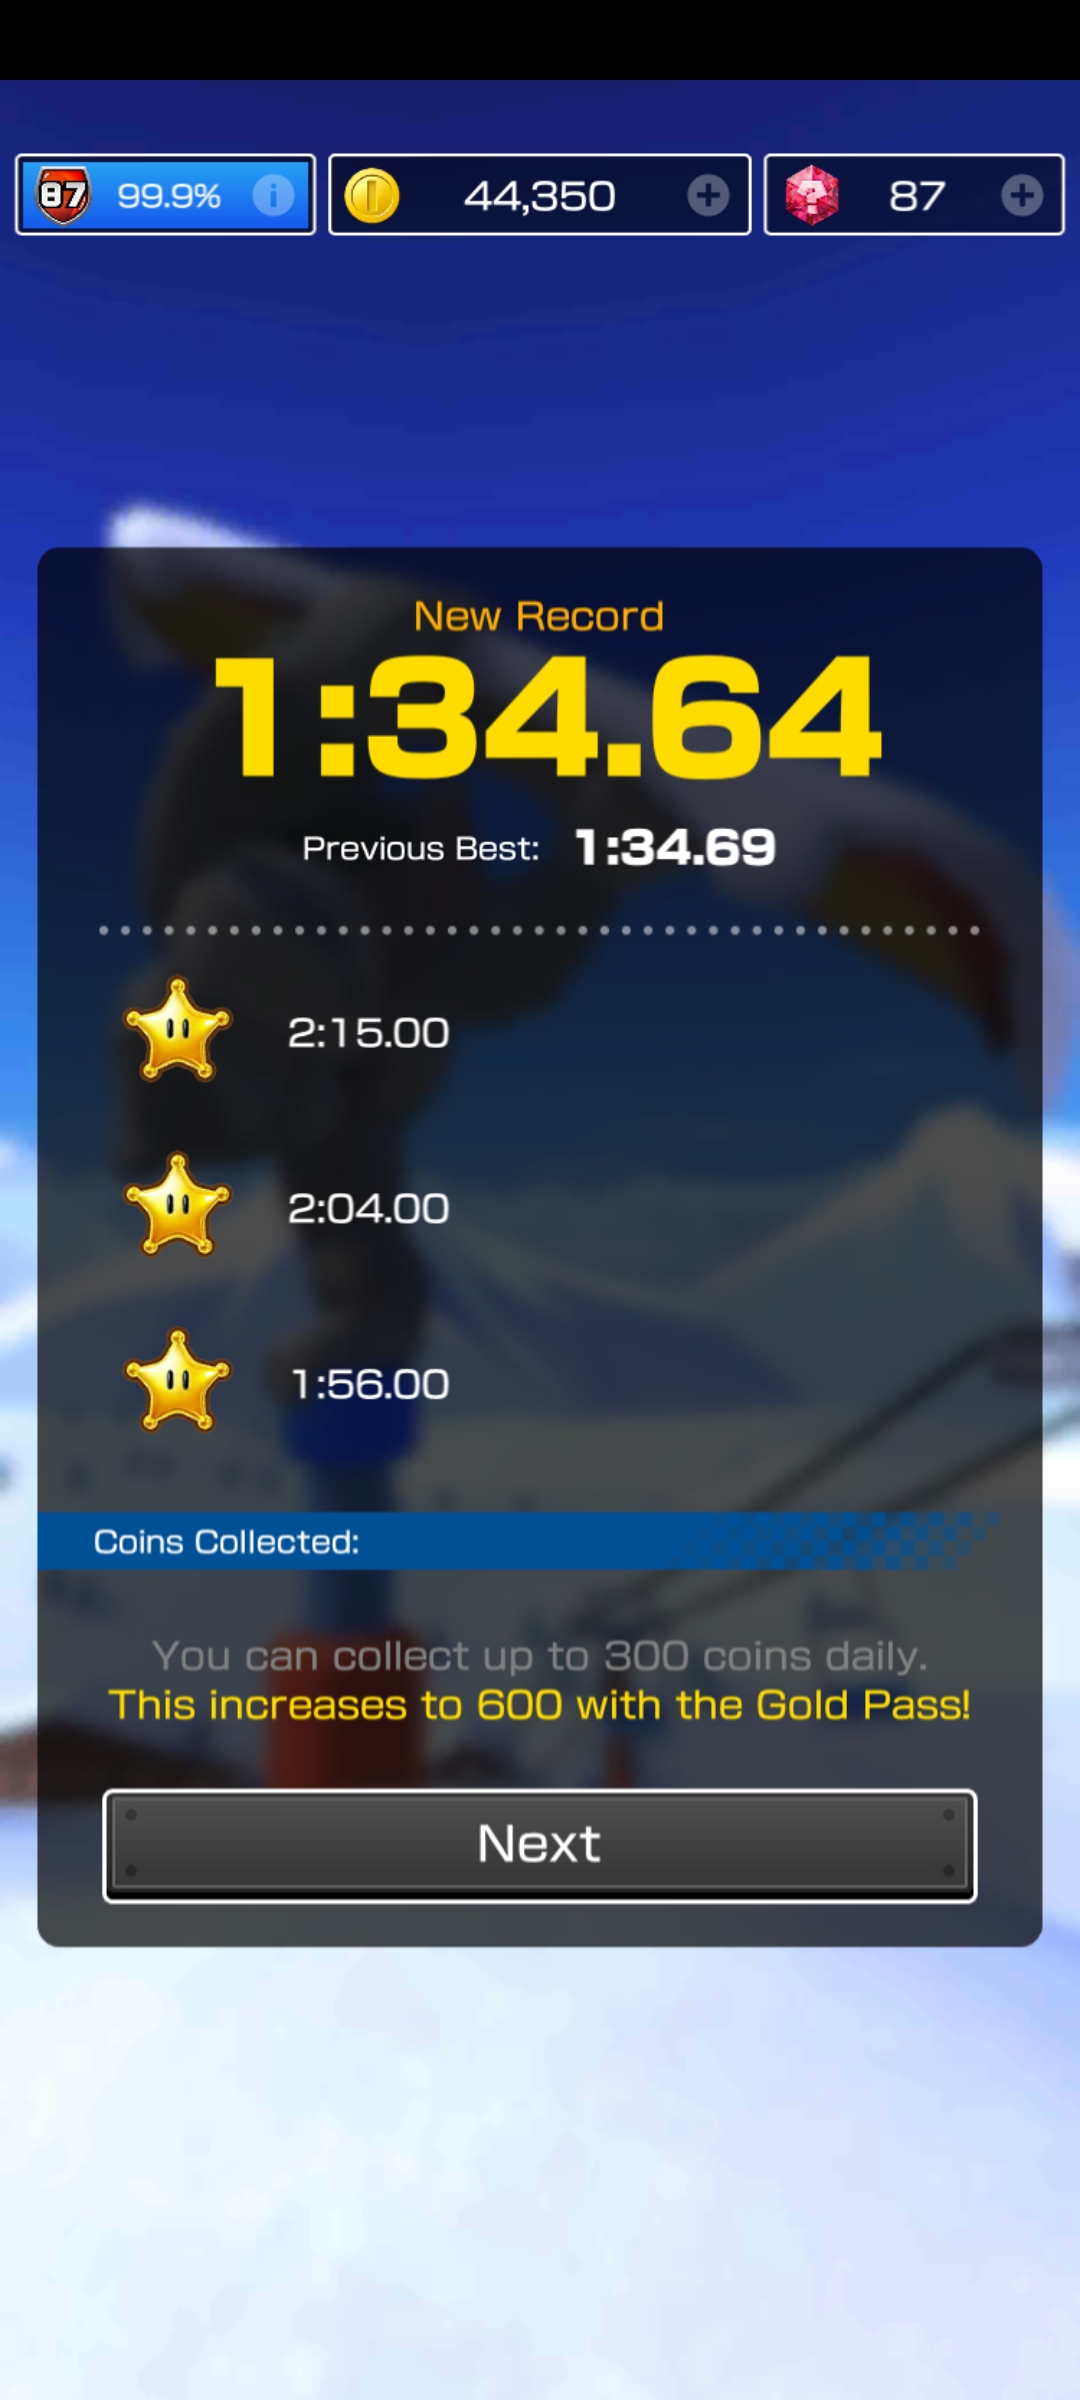 87 99.9% i 44,350 + ? 87 +
New Record
1:34.64
Previous Best: 1:34.69
2:15.00
2:04.00
1:56.00
Coins Collected:
You can collect up to 300 coins daily.
This increases to 600 with the Gold Pass!
Next